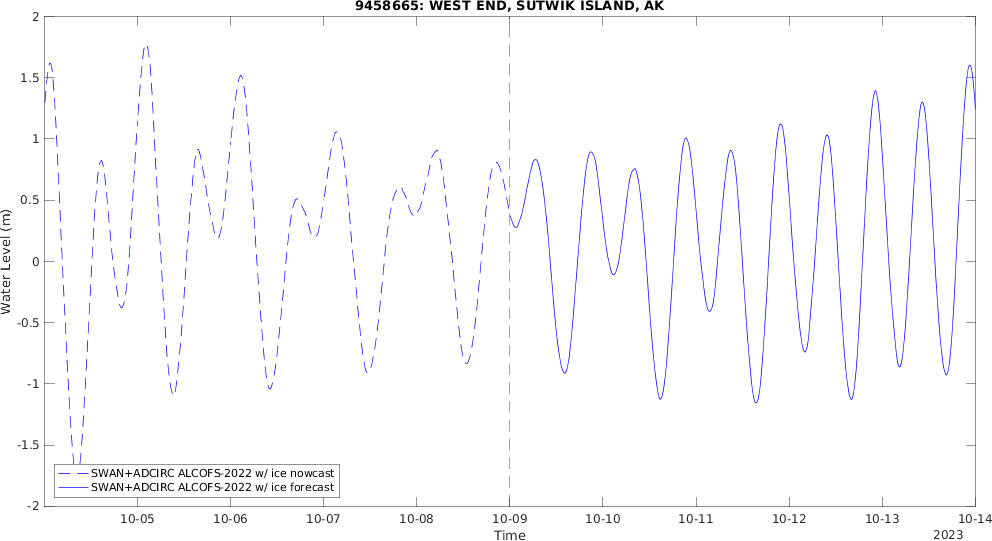 9458665: WEST END, SUTWIK ISLAND, AK
2
1.5
1
0.5
0
-0.5
-1
-1.5
-2
Water Level (m)
SWAN+ADCIRC ALCOFS-2022 w/ ice nowcast
SWAN+ADCIRC ALCOFS-2022 w/ ice forecast
10-05 10-06 10-07 10-08 10-09 10-10 10-11 10-12 10-13 10-14
Time
2023